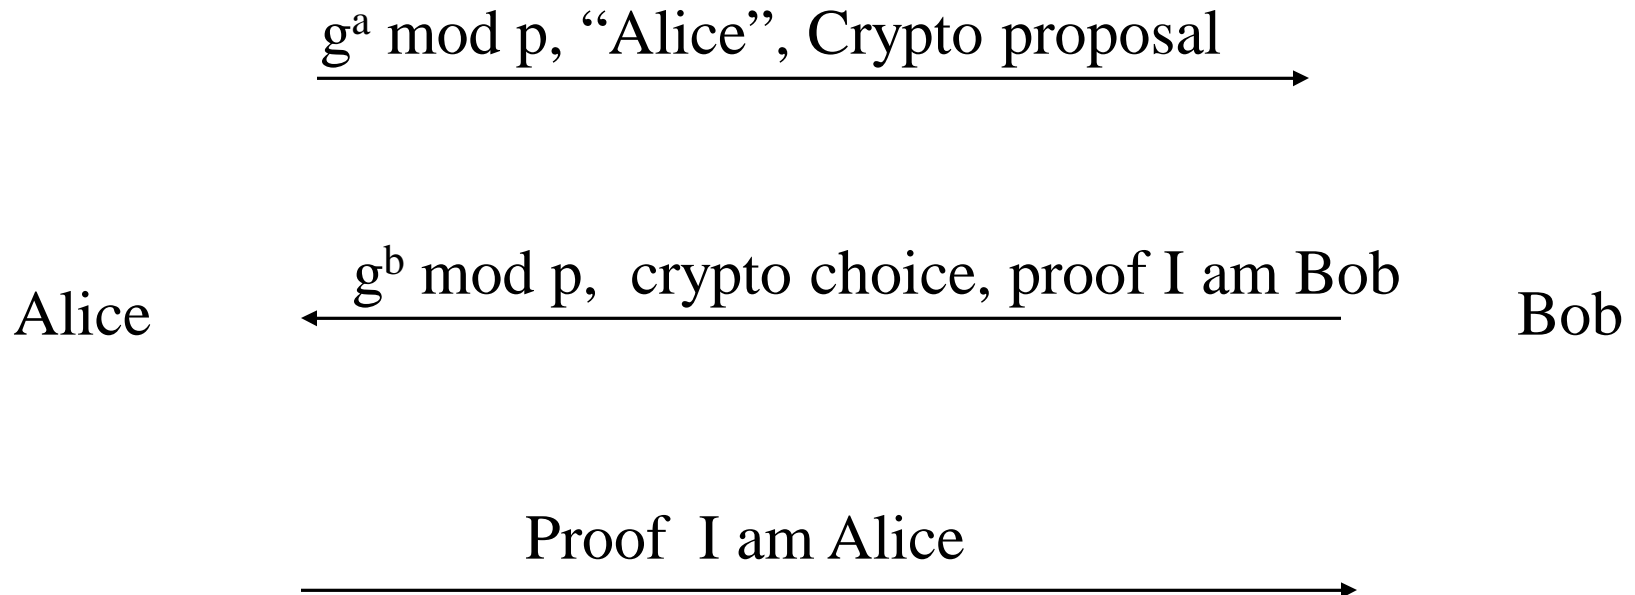 gᵃ mod p, “Alice”, Crypto proposal
gᵇ mod p, crypto choice, proof I am Bob
Alice
Bob
Proof I am Alice